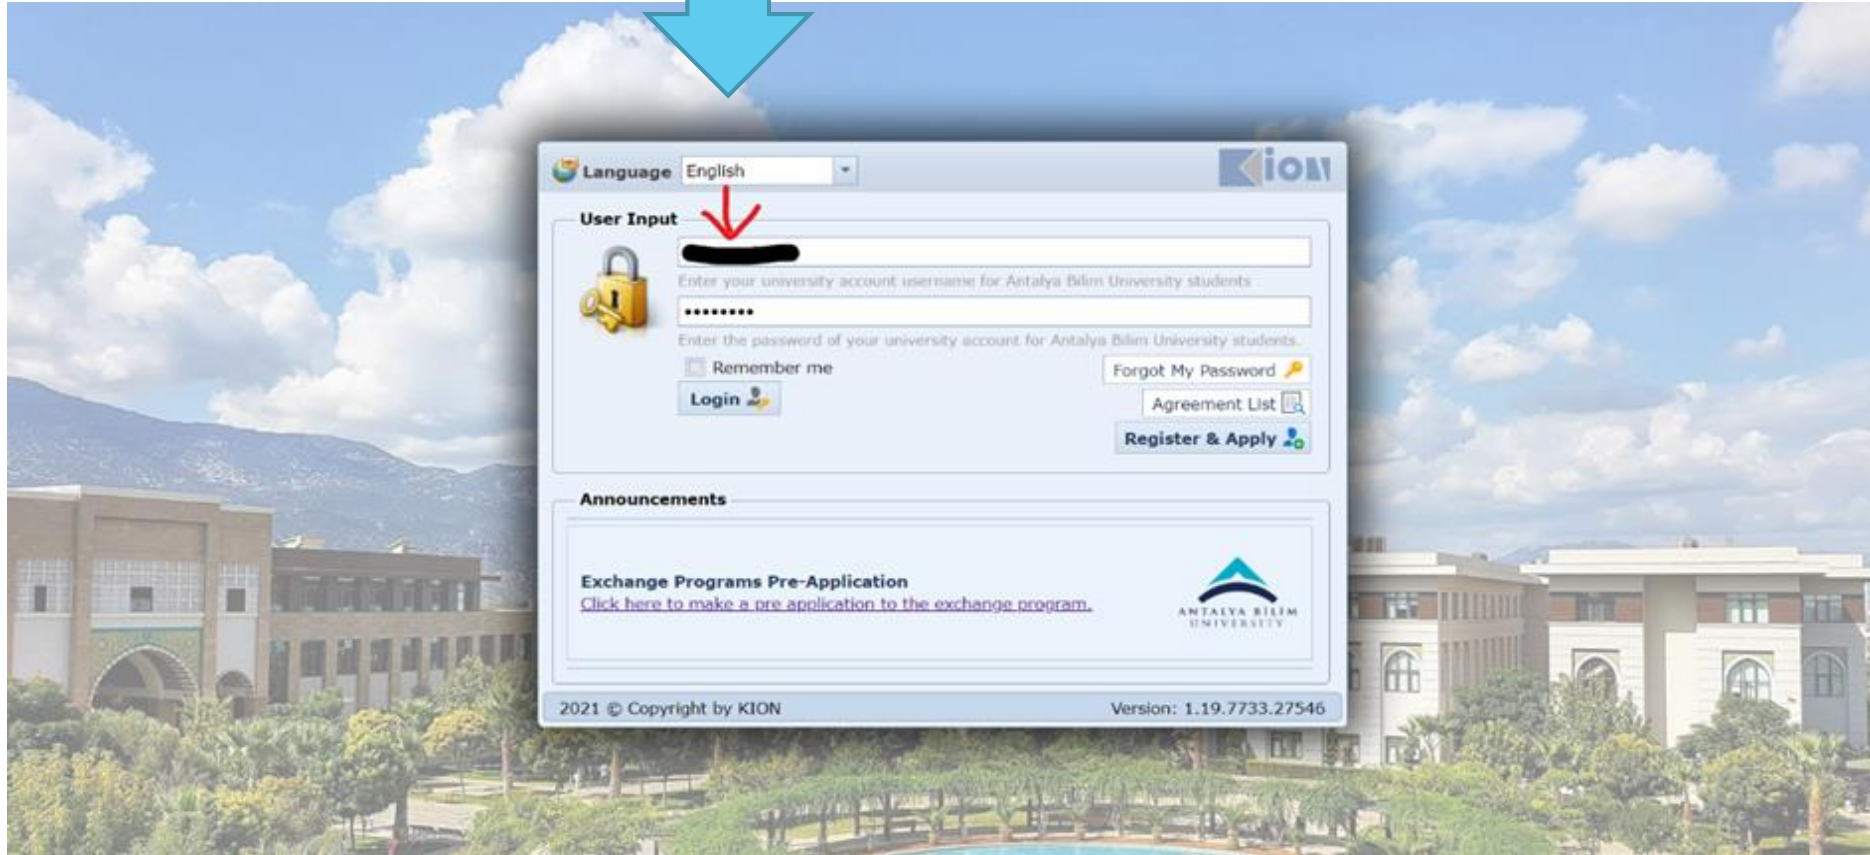 Language English
Kion
User Input
Enter your university account username for Antalya Bilim University students
••••••••
Enter the password of your university account for Antalya Bilim University students.
Remember me
Forgot My Password
Login
Agreement List
Register & Apply
Announcements
Exchange Programs Pre-Application
Click here to make a pre application to the exchange program.
ANTALYA BİLİM
UNIVERSITY
2021 © Copyright by KION Version: 1.19.7733.27546